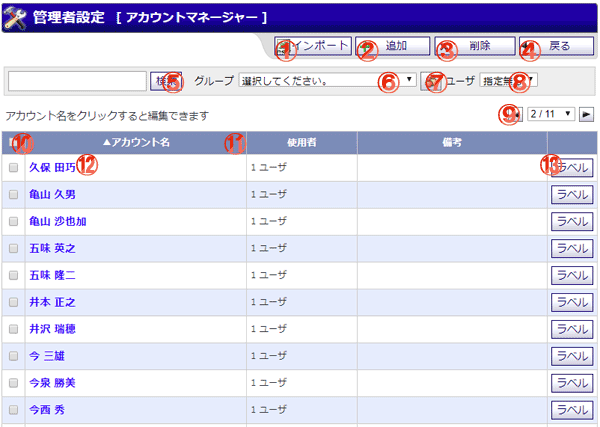 管理者設定 [ アカウントマネージャー ]
①インポート ②追加 ③削除 ④戻る
⑤検索 グループ 選択してください。 ⑥ ⑦ ユーザ 指定無 ⑧
アカウント名をクリックすると編集できます ⑨ 2 / 11
⑩ ▲アカウント名 ⑪ 使用者 備考
久保 田巧 ⑫ 1 ユーザ ⑬ ラベル
亀山 久男 1 ユーザ ラベル
亀山 沙也加 1 ユーザ ラベル
五味 英之 1 ユーザ ラベル
五味 隆二 1 ユーザ ラベル
井本 正之 1 ユーザ ラベル
井沢 瑞穂 1 ユーザ ラベル
今 三雄 1 ユーザ ラベル
今泉 勝美 1 ユーザ ラベル
今西 秀 1 ユーザ ラベル